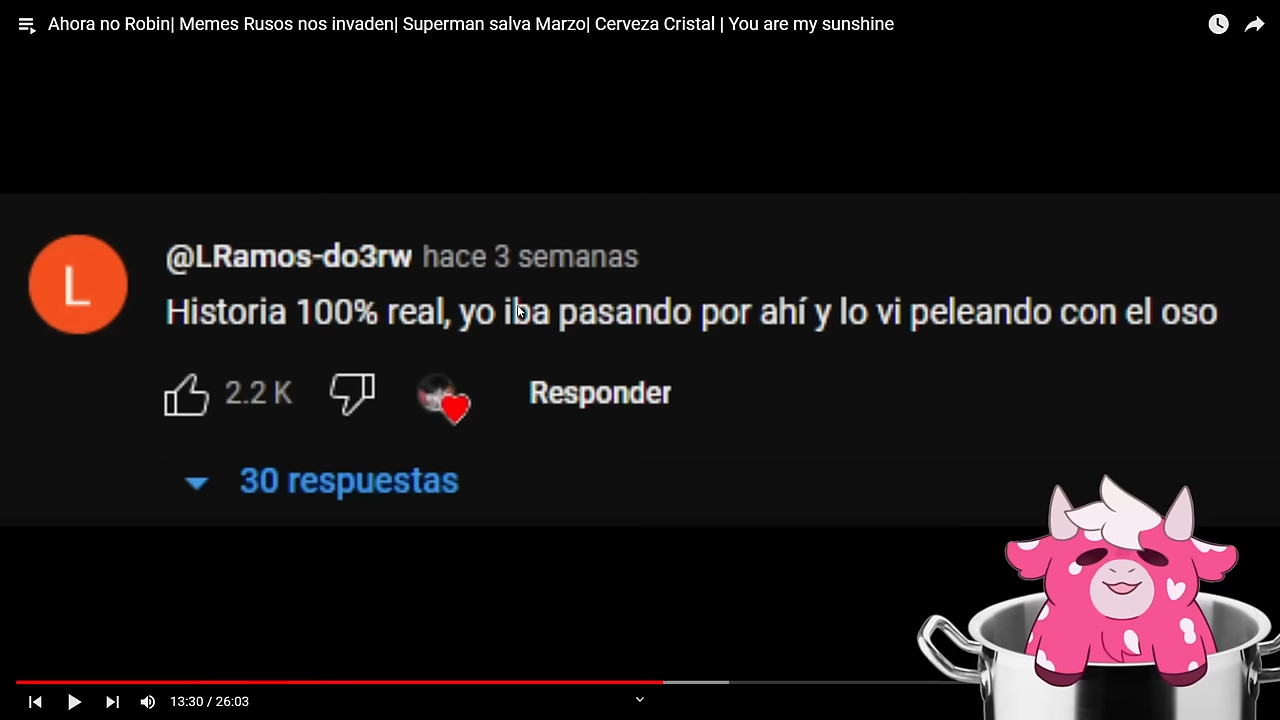 Ahora no Robin| Memes Rusos nos invaden| Superman salva Marzo| Cerveza Cristal | You are my sunshine
@LRamos-do3rw hace 3 semanas
L
Historia 100% real, yo iba pasando por ahí y lo vi peleando con el oso
2.2 K
Responder
30 respuestas
13:30 / 26:03